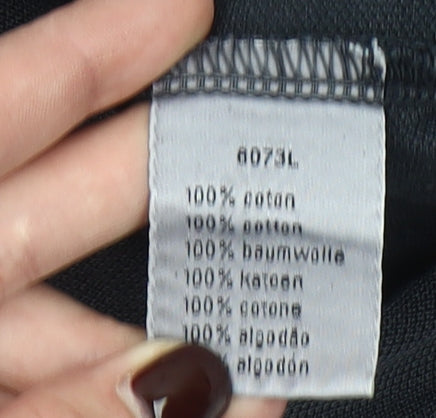 6073L
100% coton
100% cotton
100% baumwolle
100% katoen
100% cotone
100% algodão
algodón